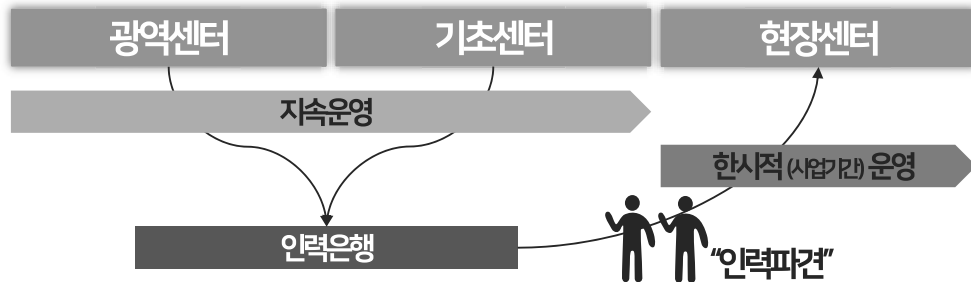 광역센터
기초센터
현장센터
지속운영
한시적 (사업기간) 운영
인력은행
“인력파견”